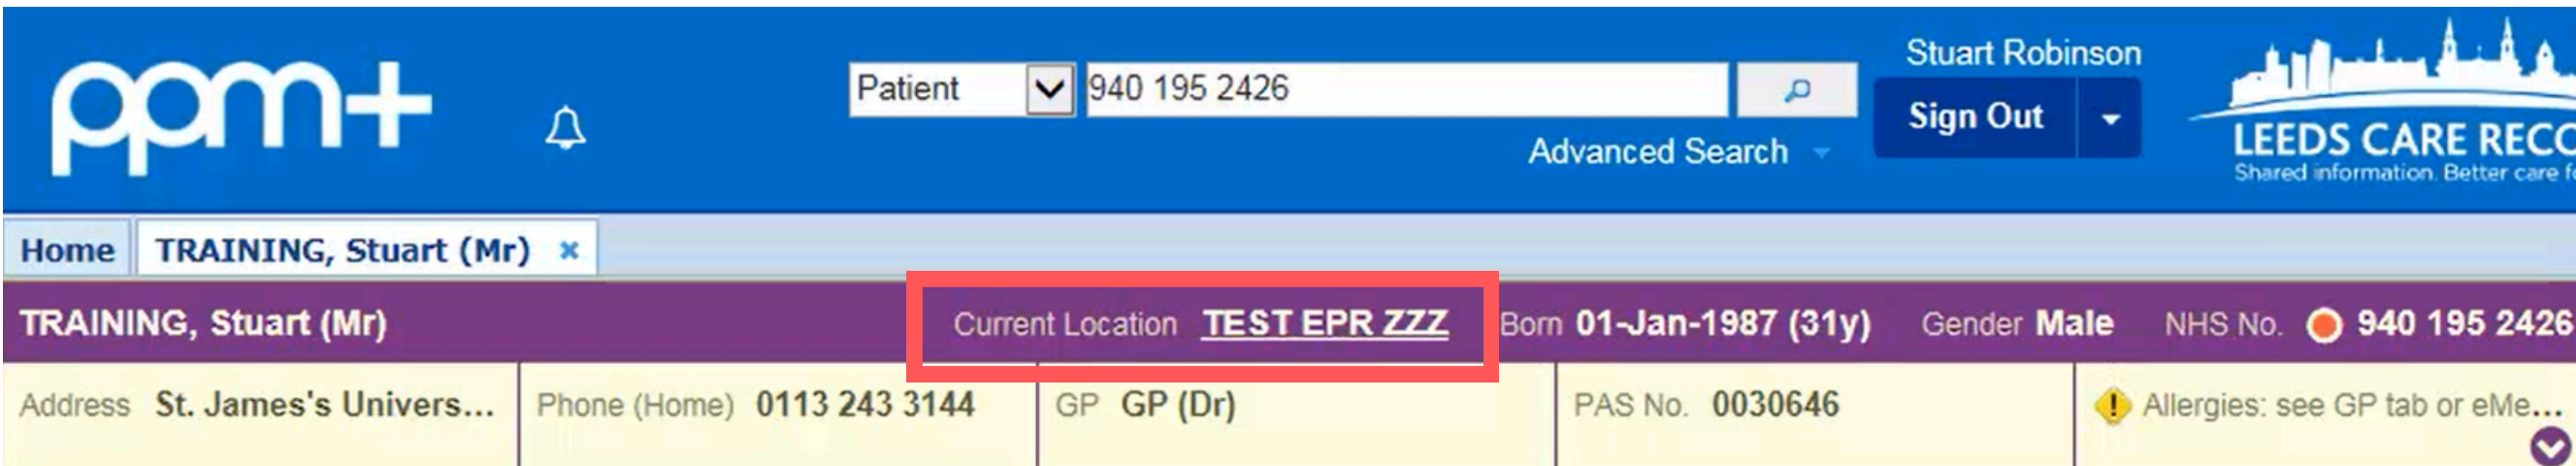 ppm+
Patient 940 195 2426
Stuart Robinson
Sign Out
Advanced Search
LEEDS CARE RECO
Shared information. Better care fo
Home TRAINING, Stuart (Mr)
TRAINING, Stuart (Mr) Current Location TEST EPR ZZZ Born 01-Jan-1987 (31y) Gender Male NHS No. 940 195 2426
Address St. James's Univers... Phone (Home) 0113 243 3144 GP GP (Dr) PAS No. 0030646 Allergies: see GP tab or eMe...